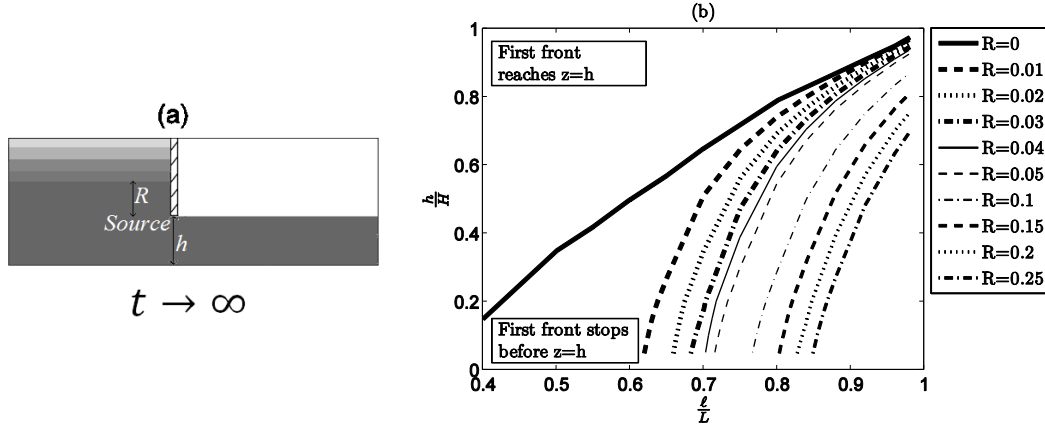 (a)
R
Source
h
t → ∞
(b)
First front
reaches z=h
First front stops
before z=h
h/H
1
0.8
0.6
0.4
0.2
0
0.4 0.5 0.6 0.7 0.8 0.9 1
ℓ/L
R=0
R=0.01
R=0.02
R=0.03
R=0.04
R=0.05
R=0.1
R=0.15
R=0.2
R=0.25